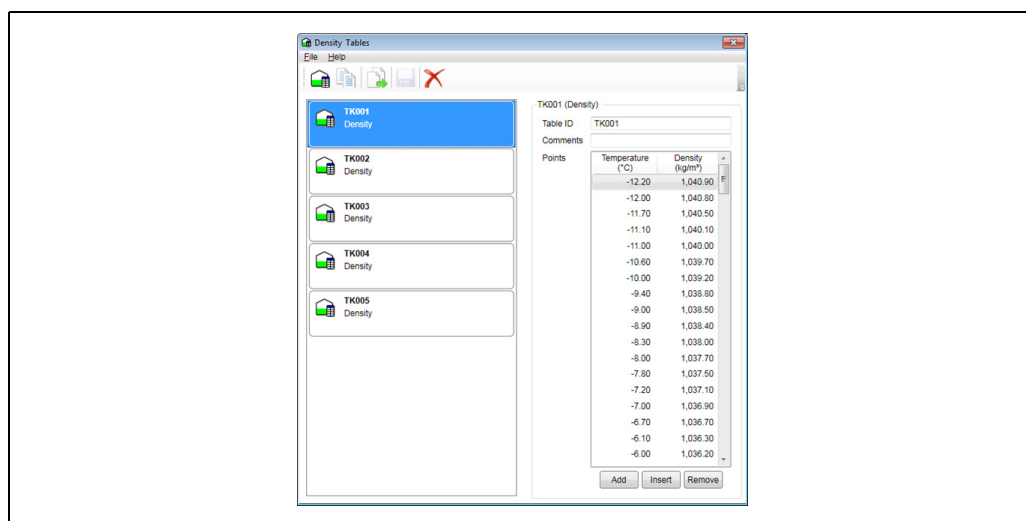 Density Tables
File Help
TK001
Density
TK002
Density
TK003
Density
TK004
Density
TK005
Density
TK001 (Density)
Table ID TK001
Comments
Points
Temperature (°C) Density (kg/m³)
-12.20 1,040.90
-12.00 1,040.80
-11.70 1,040.50
-11.10 1,040.10
-11.00 1,040.00
-10.60 1,039.70
-10.00 1,039.20
-9.40 1,038.80
-9.00 1,038.50
-8.90 1,038.40
-8.30 1,038.00
-8.00 1,037.70
-7.80 1,037.50
-7.20 1,037.10
-7.00 1,036.90
-6.70 1,036.70
-6.10 1,036.30
-6.00 1,036.20
Add Insert Remove